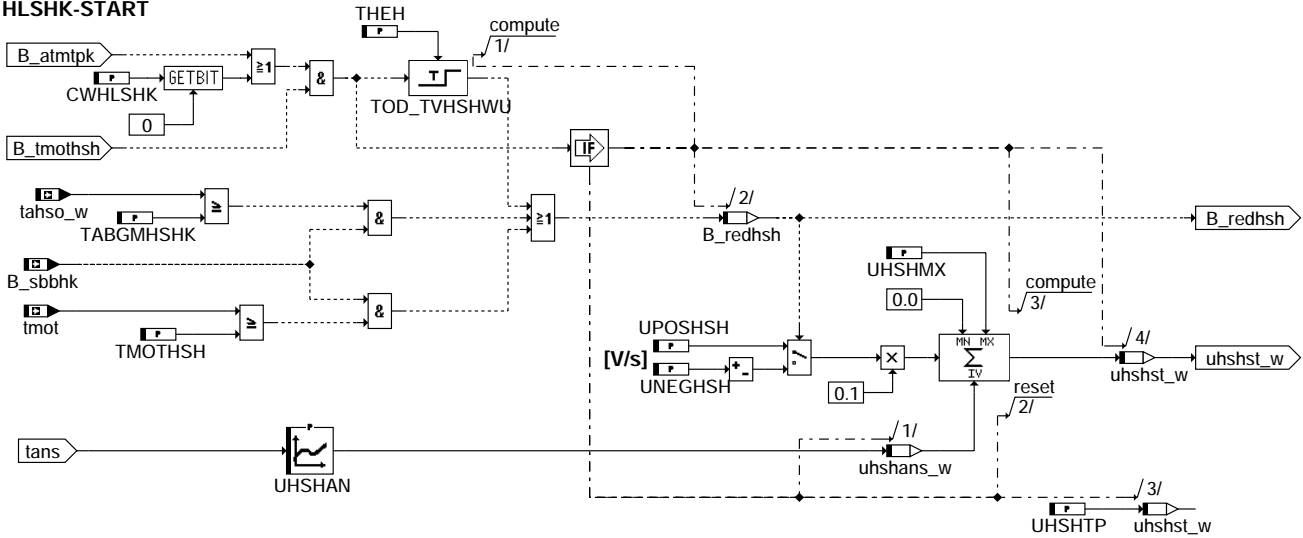 HLSHK-START
THEH
P
compute
1/
B_atmtpk
≥1
P
GETBIT
CWHLSHK
&
T
TOD_TVHSHWU
0
B_tmothsh
IF
tahso_w
P
TABGMHSHK
≥
&
≥1
/2/
B_redhsh
B_redhsh
B_sbbhk
P
UHSHMX
compute
3/
tmot
P
TMOTHSH
≥
&
0.0
UPOSHSH
P
[V/s]
P
UNEGHSH
+
-
×
0.1
MN MX
Σ
IV
/4/
uhshst_w
uhshst_w
reset
2/
tans
P
UHSHAN
/1/
uhshans_w
/3/
P
UHSHTP
uhshst_w